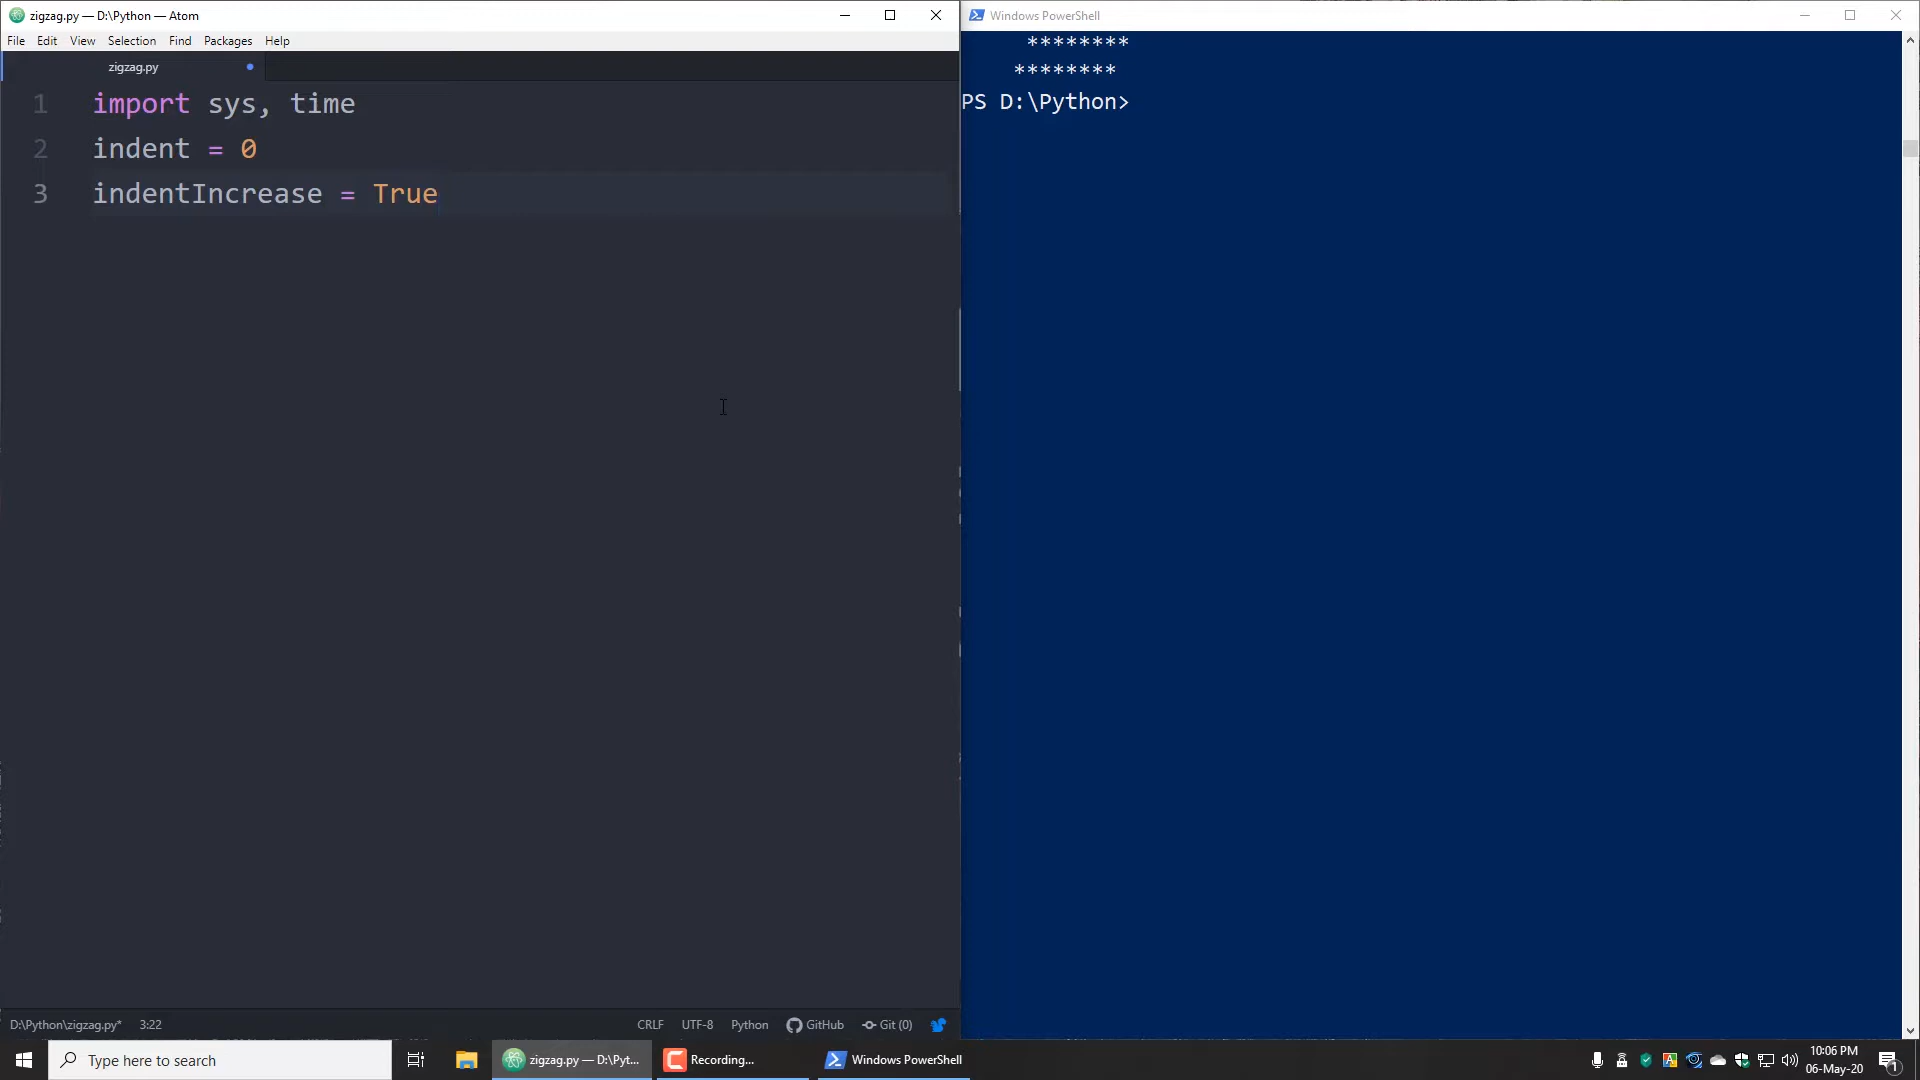 zigzag.py — D:\Python — Atom
File Edit View Selection Find Packages Help
zigzag.py
1 import sys, time
2 indent = 0
3 indentIncrease = True
D:\Python\zigzag.py* 3:22 CRLF UTF-8 Python GitHub Git (0)
Windows PowerShell
********
********
PS D:\Python>
Type here to search
zigzag.py — D:\Pyt...
Recording...
Windows PowerShell
10:06 PM
06-May-20
1